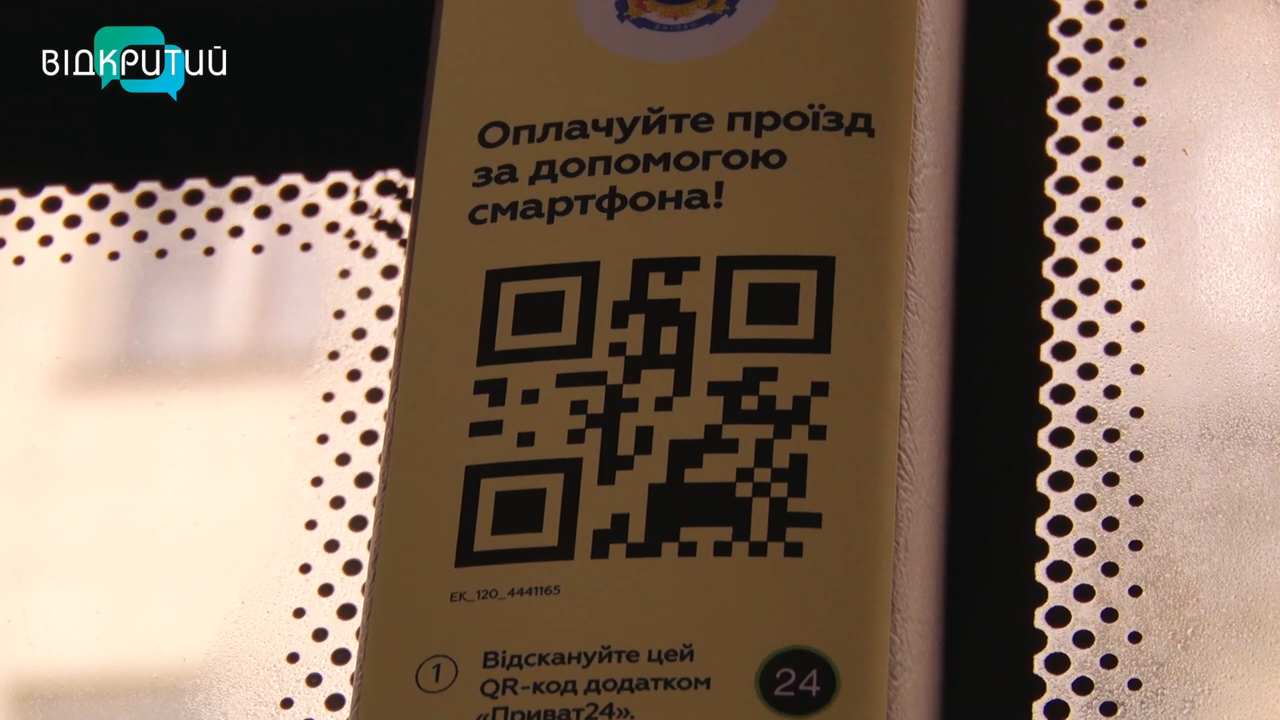 ВІДКРИТИЙ
Оплачуйте проїзд
за допомогою
смартфона!
EK_120_4441165
1
Відскануйте цей
QR-код додатком
«Приват24».
24